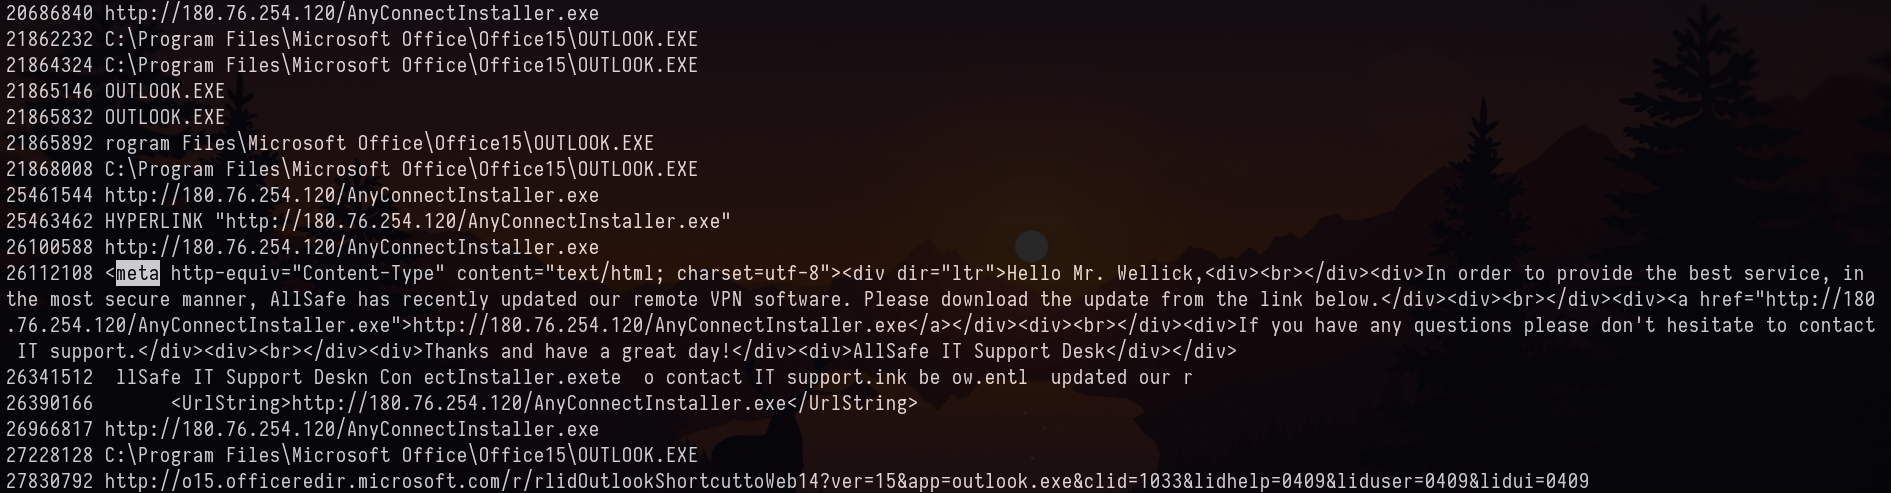 20686840 http://180.76.254.120/AnyConnectInstaller.exe
21862232 C:\Program Files\Microsoft Office\Office15\OUTLOOK.EXE
21864324 C:\Program Files\Microsoft Office\Office15\OUTLOOK.EXE
21865146 OUTLOOK.EXE
21865832 OUTLOOK.EXE
21865892 rogram Files\Microsoft Office\Office15\OUTLOOK.EXE
21868008 C:\Program Files\Microsoft Office\Office15\OUTLOOK.EXE
25461544 http://180.76.254.120/AnyConnectInstaller.exe
25463462 HYPERLINK "http://180.76.254.120/AnyConnectInstaller.exe"
26100588 http://180.76.254.120/AnyConnectInstaller.exe
26112108 <meta http-equiv="Content-Type" content="text/html; charset=utf-8"><div dir="ltr">Hello Mr. Wellick,<div><br></div><div>In order to provide the best service, in
the most secure manner, AllSafe has recently updated our remote VPN software. Please download the update from the link below.</div><div><br></div><div><a href="http://180
.76.254.120/AnyConnectInstaller.exe">http://180.76.254.120/AnyConnectInstaller.exe</a></div><div><br></div><div>If you have any questions please don't hesitate to contact
 IT support.</div><div><br></div><div>Thanks and have a great day!</div><div>AllSafe IT Support Desk</div></div>
26341512  llSafe IT Support Deskn Con ectInstaller.exete  o contact IT support.ink be ow.entl  updated our r
26390166       <UrlString>http://180.76.254.120/AnyConnectInstaller.exe</UrlString>
26966817 http://180.76.254.120/AnyConnectInstaller.exe
27228128 C:\Program Files\Microsoft Office\Office15\OUTLOOK.EXE
27830792 http://o15.officeredir.microsoft.com/r/rlidOutlookShortcuttoWeb14?ver=15&app=outlook.exe&clid=1033&lidhelp=0409&liduser=0409&lidui=0409